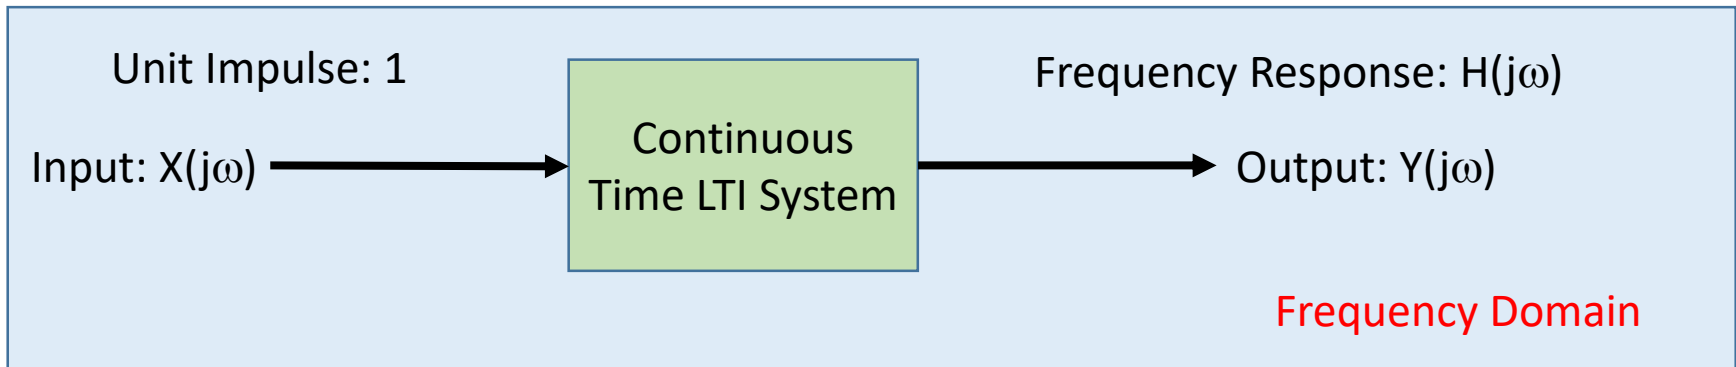 Unit Impulse: 1
Frequency Response: H(jω)
Input: X(jω)
Continuous
Time LTI System
Output: Y(jω)
Frequency Domain